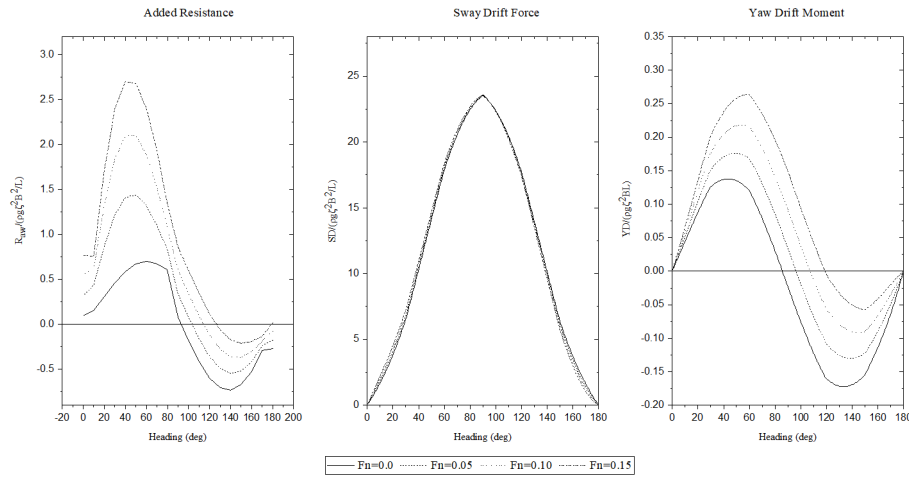 Added Resistance
Sway Drift Force
Yaw Drift Moment
3.0
2.5
2.0
1.5
1.0
0.5
0.0
-0.5
R_aw/(ρgζ²B²/L)
-20 0 20 40 60 80 100 120 140 160 180 200
Heading (deg)
25
20
15
10
5
0
SD/(ρgζ²B²/L)
0 20 40 60 80 100 120 140 160 180
Heading (deg)
0.35
0.30
0.25
0.20
0.15
0.10
0.05
0.00
-0.05
-0.10
-0.15
-0.20
YD/(ρgζ²BL)
0 20 40 60 80 100 120 140 160 180
Heading (deg)
Fn=0.0 Fn=0.05 Fn=0.10 Fn=0.15